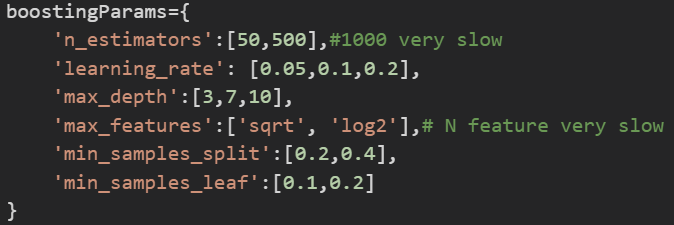 boostingParams={
    'n_estimators':[50,500],#1000 very slow
    'learning_rate': [0.05,0.1,0.2],
    'max_depth':[3,7,10],
    'max_features':['sqrt', 'log2'],# N feature very slow
    'min_samples_split':[0.2,0.4],
    'min_samples_leaf':[0.1,0.2]
}